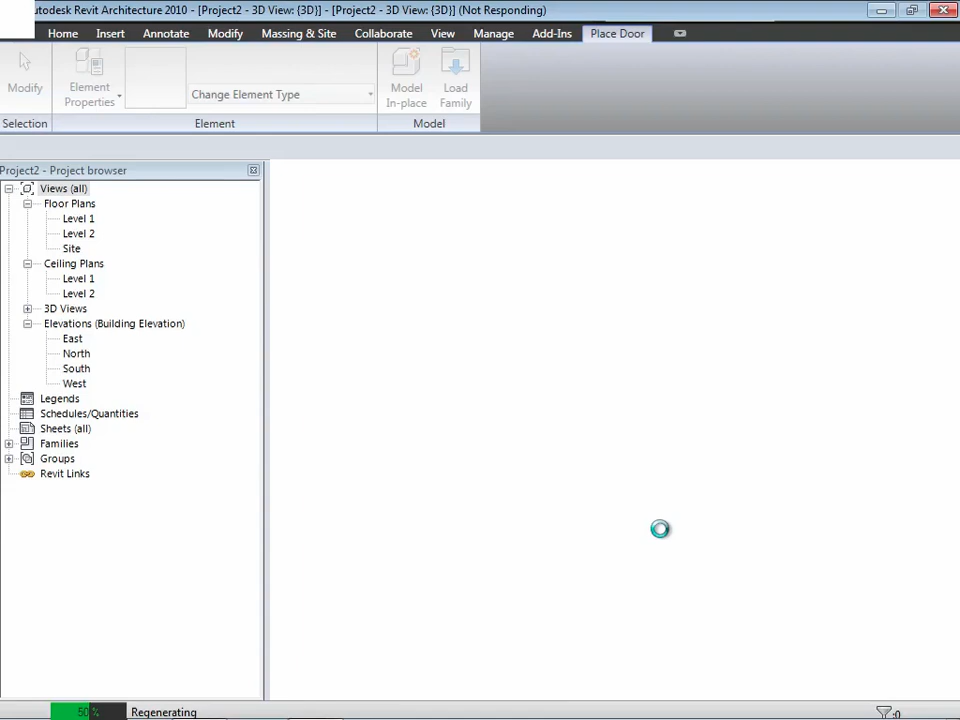 utodesk Revit Architecture 2010 - [Project2 - 3D View: {3D}] - [Project2 - 3D View: {3D}] (Not Responding)
Home Insert Annotate Modify Massing & Site Collaborate View Manage Add-Ins Place Door
Modify
Element Properties
Change Element Type
Model In-place
Load Family
Selection Element Model
Project2 - Project browser
Views (all)
Floor Plans
Level 1
Level 2
Site
Ceiling Plans
Level 1
Level 2
3D Views
Elevations (Building Elevation)
East
North
South
West
Legends
Schedules/Quantities
Sheets (all)
Families
Groups
Revit Links
50 % Regenerating :0